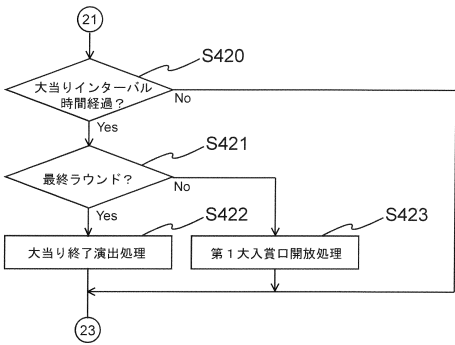 21
S420
大当りインターバル
時間経過？
No
Yes
S421
最終ラウンド？
No
Yes
S422
S423
大当り終了演出処理
第１大入賞口開放処理
23